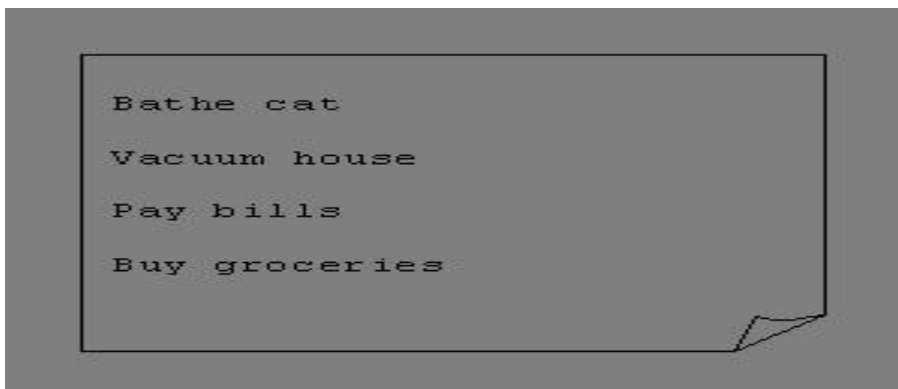 Bathe cat
Vacuum house
Pay bills
Buy groceries